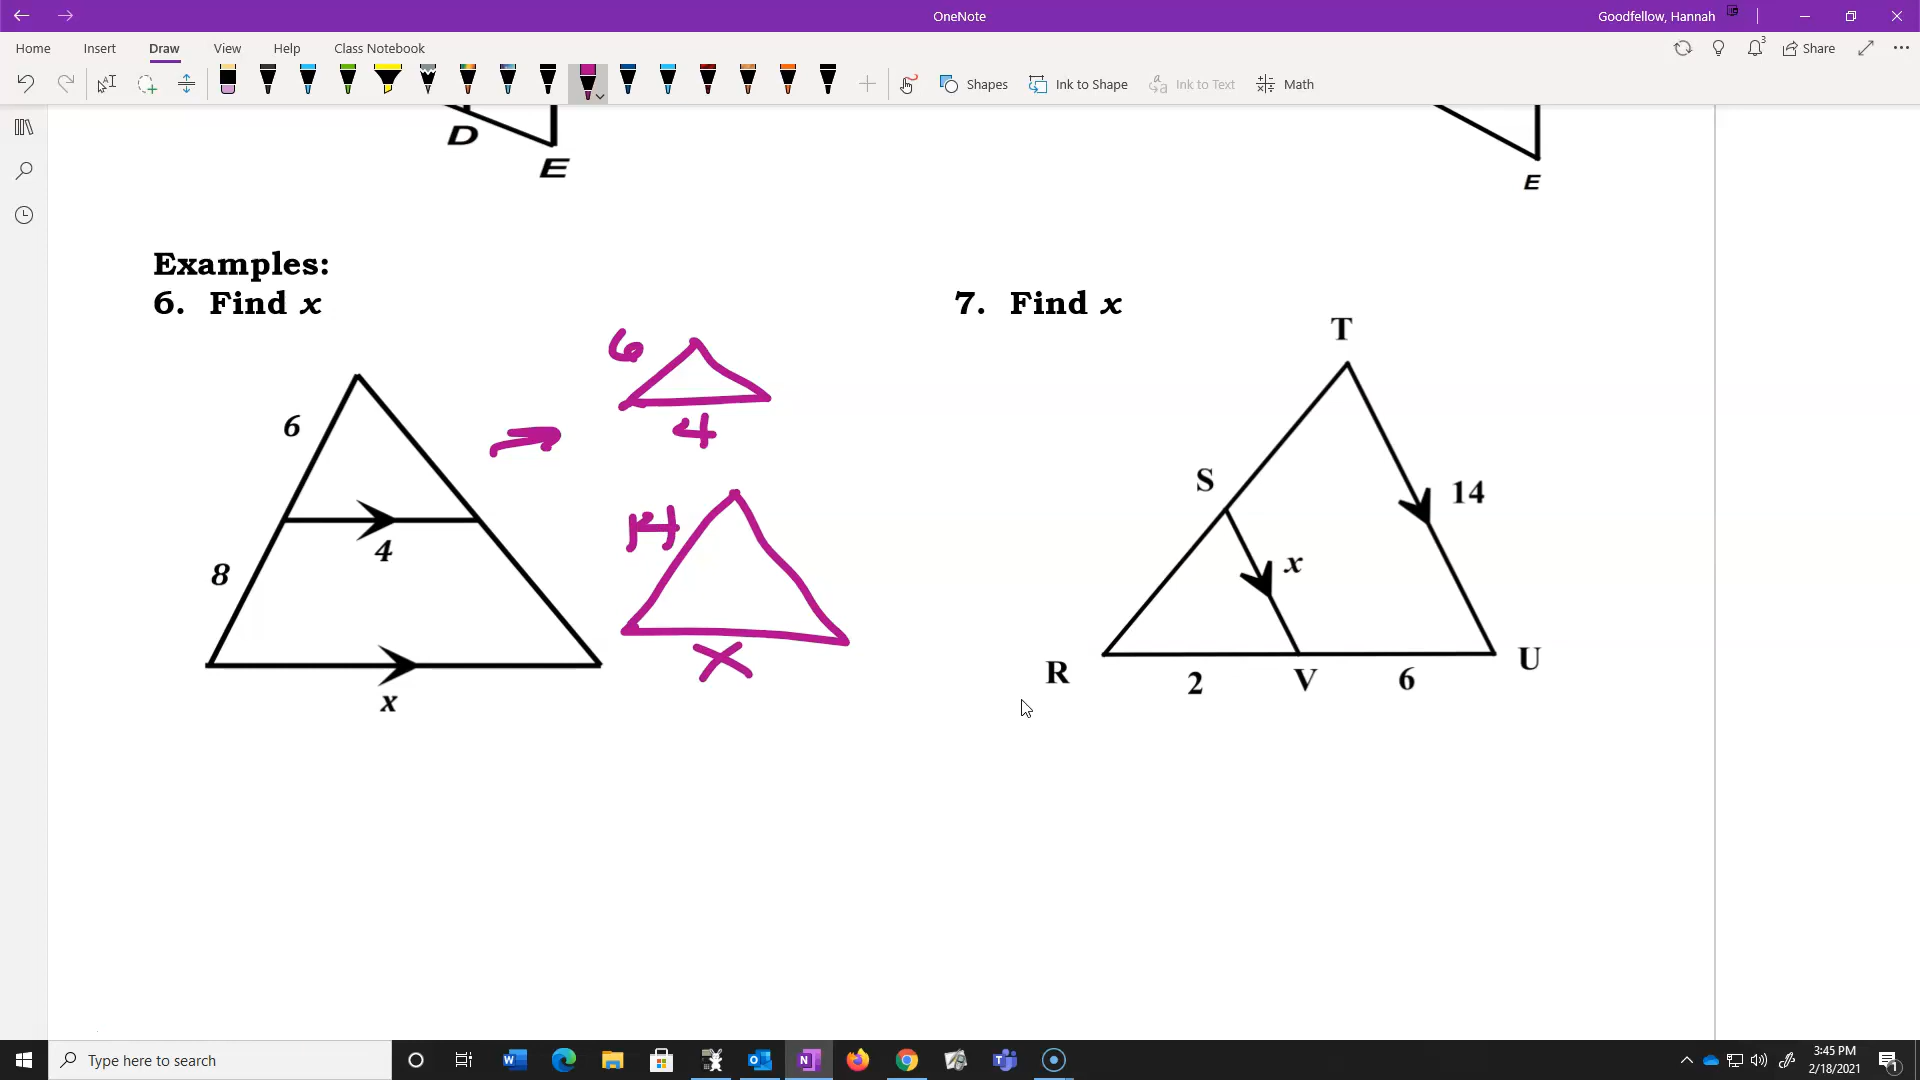 OneNote
Goodfellow, Hannah
Home Insert Draw View Help Class Notebook
3
Share
Shapes
Ink to Shape
Ink to Text
Math
D
E
E
Examples:
6. Find x
6
8
4
x
6
4
14
x
7. Find x
T
S
14
x
R
2
V
6
U
Type here to search
3:45 PM
2/18/2021
1